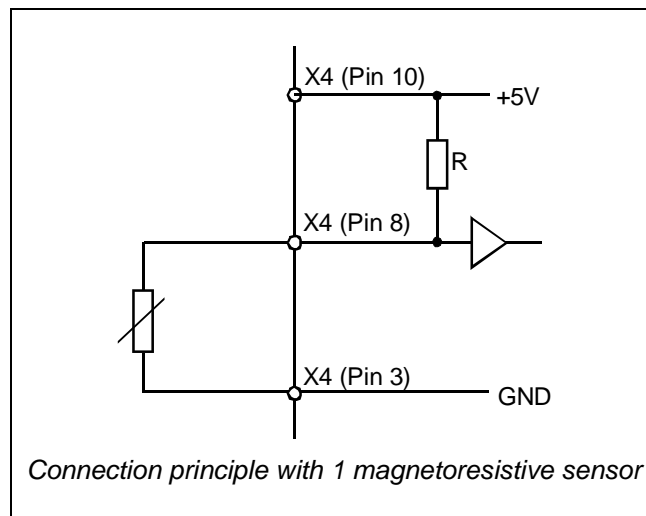 X4 (Pin 10)
+5V
R
X4 (Pin 8)
X4 (Pin 3)
GND
Connection principle with 1 magnetoresistive sensor